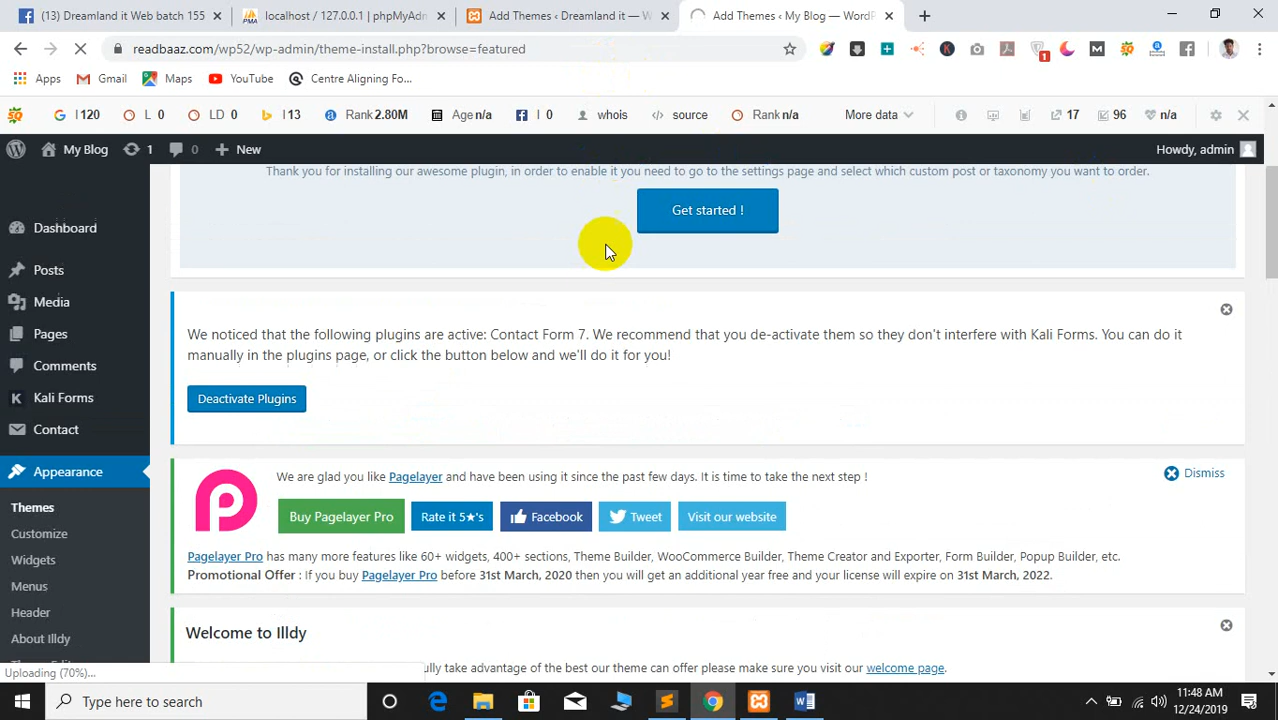 (13) Dreamland it Web batch 155
localhost / 127.0.0.1 | phpMyAdm
Add Themes ‹ Dreamland it — W
Add Themes ‹ My Blog — WordP
readbaaz.com/wp52/wp-admin/theme-install.php?browse=featured
1
Apps
Gmail
Maps
YouTube
Centre Aligning Fo...
I 120
L 0
LD 0
I 13
Rank 2.80M
Age n/a
I 0
whois
source
Rank n/a
More data
17
96
n/a
My Blog
1
0
New
Howdy, admin
Thank you for installing our awesome plugin, in order to enable it you need to go to the settings page and select which custom post or taxonomy you want to order.
Get started !
Dashboard
Posts
Media
Pages
Comments
Kali Forms
Contact
Appearance
Themes
Customize
Widgets
Menus
Header
About Illdy
We noticed that the following plugins are active: Contact Form 7. We recommend that you de-activate them so they don't interfere with Kali Forms. You can do it
manually in the plugins page, or click the button below and we'll do it for you!
Deactivate Plugins
We are glad you like Pagelayer and have been using it since the past few days. It is time to take the next step !
Dismiss
Buy Pagelayer Pro
Rate it 5★'s
Facebook
Tweet
Visit our website
Pagelayer Pro has many more features like 60+ widgets, 400+ sections, Theme Builder, WooCommerce Builder, Theme Creator and Exporter, Form Builder, Popup Builder, etc.
Promotional Offer : If you buy Pagelayer Pro before 31st March, 2020 then you will get an additional year free and your license will expire on 31st March, 2022.
Welcome to Illdy
take advantage of the best our theme can offer please make sure you visit our welcome page.
Uploading (70%)...
Type here to search
11:48 AM
12/24/2019